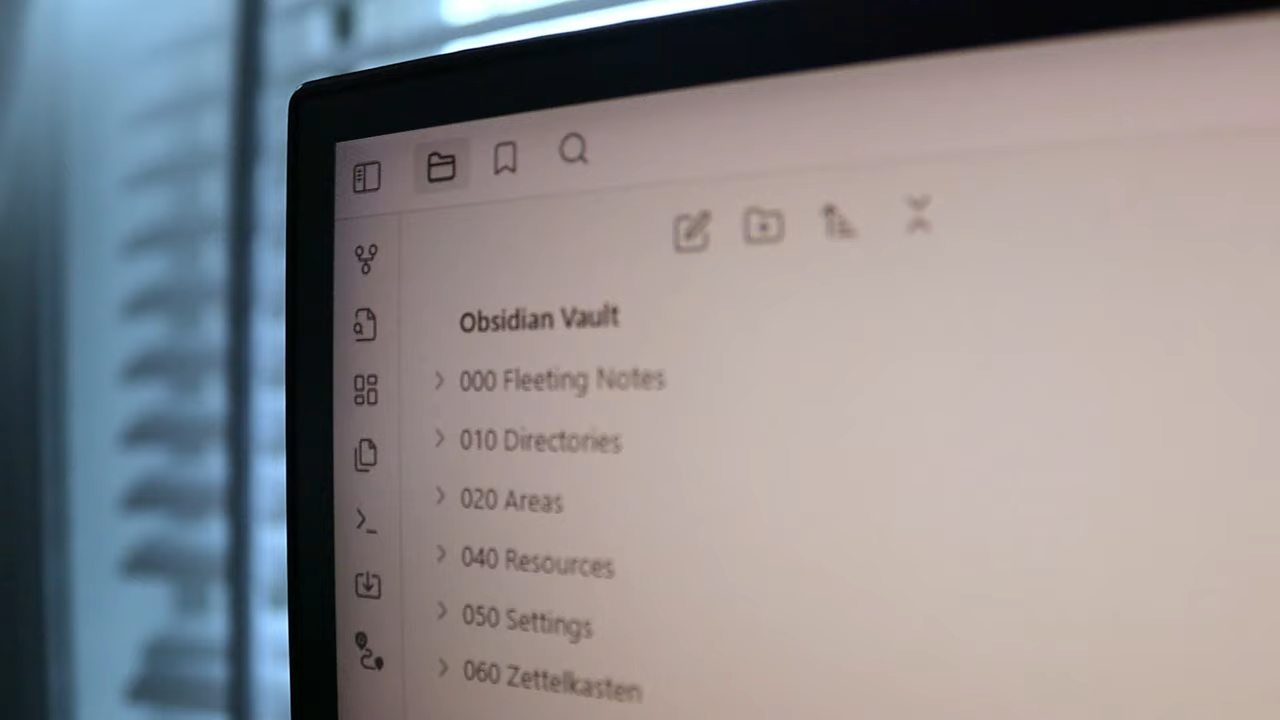 Obsidian Vault
000 Fleeting Notes
010 Directories
020 Areas
040 Resources
050 Settings
060 Zettelkasten